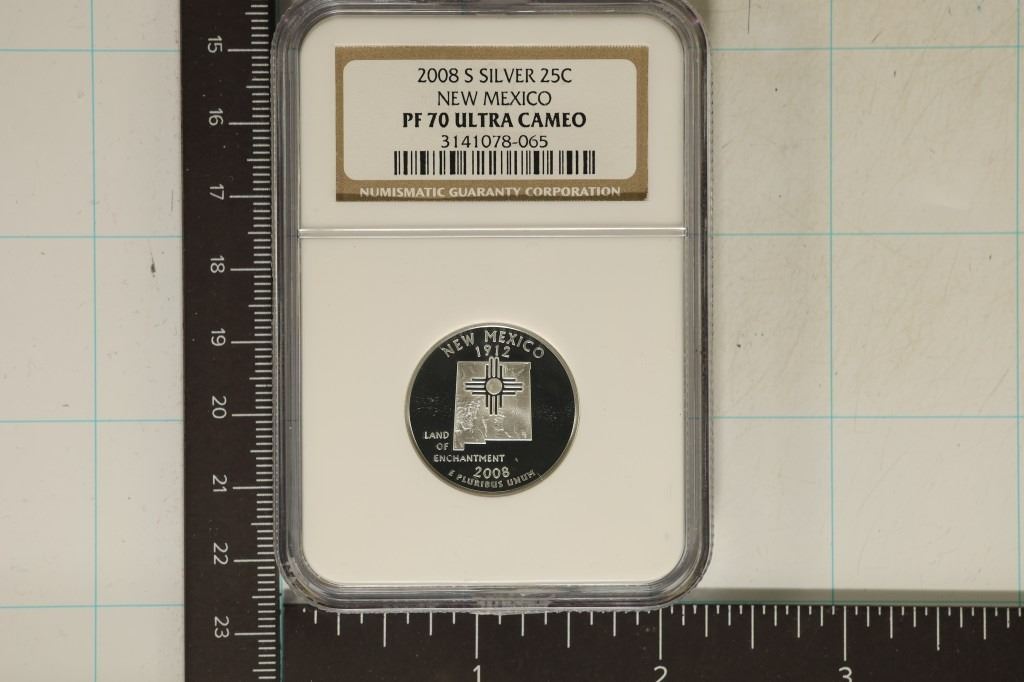 2008 S SILVER 25C
NEW MEXICO
PF 70 ULTRA CAMEO
3141078-065
NUMISMATIC GUARANTY CORPORATION
NEW MEXICO
1912
LAND
OF
ENCHANTMENT
2008
E PLURIBUS UNUM
15
16
17
18
19
20
21
22
23
1
2
3